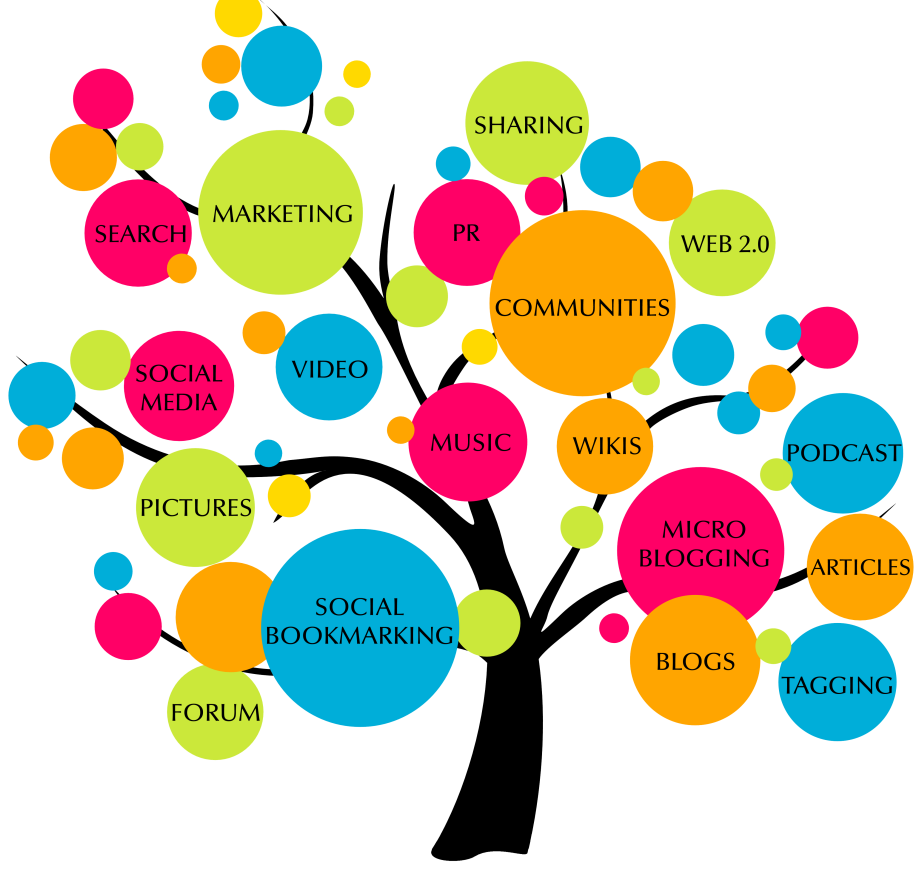 SHARING
MARKETING
SEARCH
PR
WEB 2.0
COMMUNITIES
VIDEO
SOCIAL
MEDIA
MUSIC
WIKIS
PODCAST
PICTURES
MICRO
BLOGGING
ARTICLES
SOCIAL
BOOKMARKING
BLOGS
TAGGING
FORUM